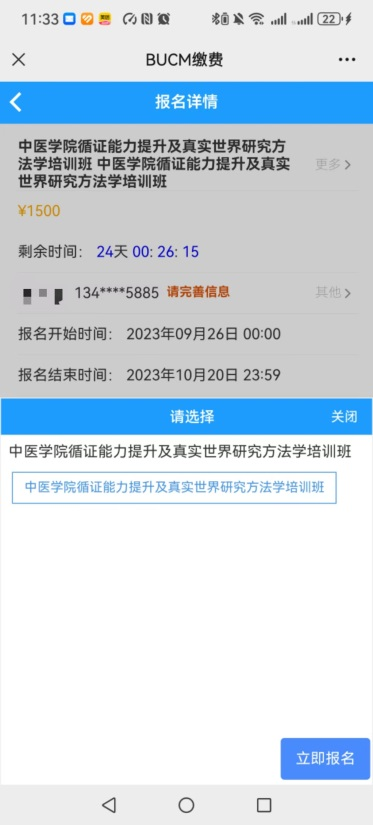 11:33
22
BUCM缴费
报名详情
中医学院循证能力提升及真实世界研究方
法学培训班 中医学院循证能力提升及真实
世界研究方法学培训班
更多
¥1500
剩余时间： 24天 00: 26: 15
134****5885 请完善信息 其他
报名开始时间： 2023年09月26日 00:00
报名结束时间： 2023年10月20日 23:59
请选择 关闭
中医学院循证能力提升及真实世界研究方法学培训班
中医学院循证能力提升及真实世界研究方法学培训班
立即报名